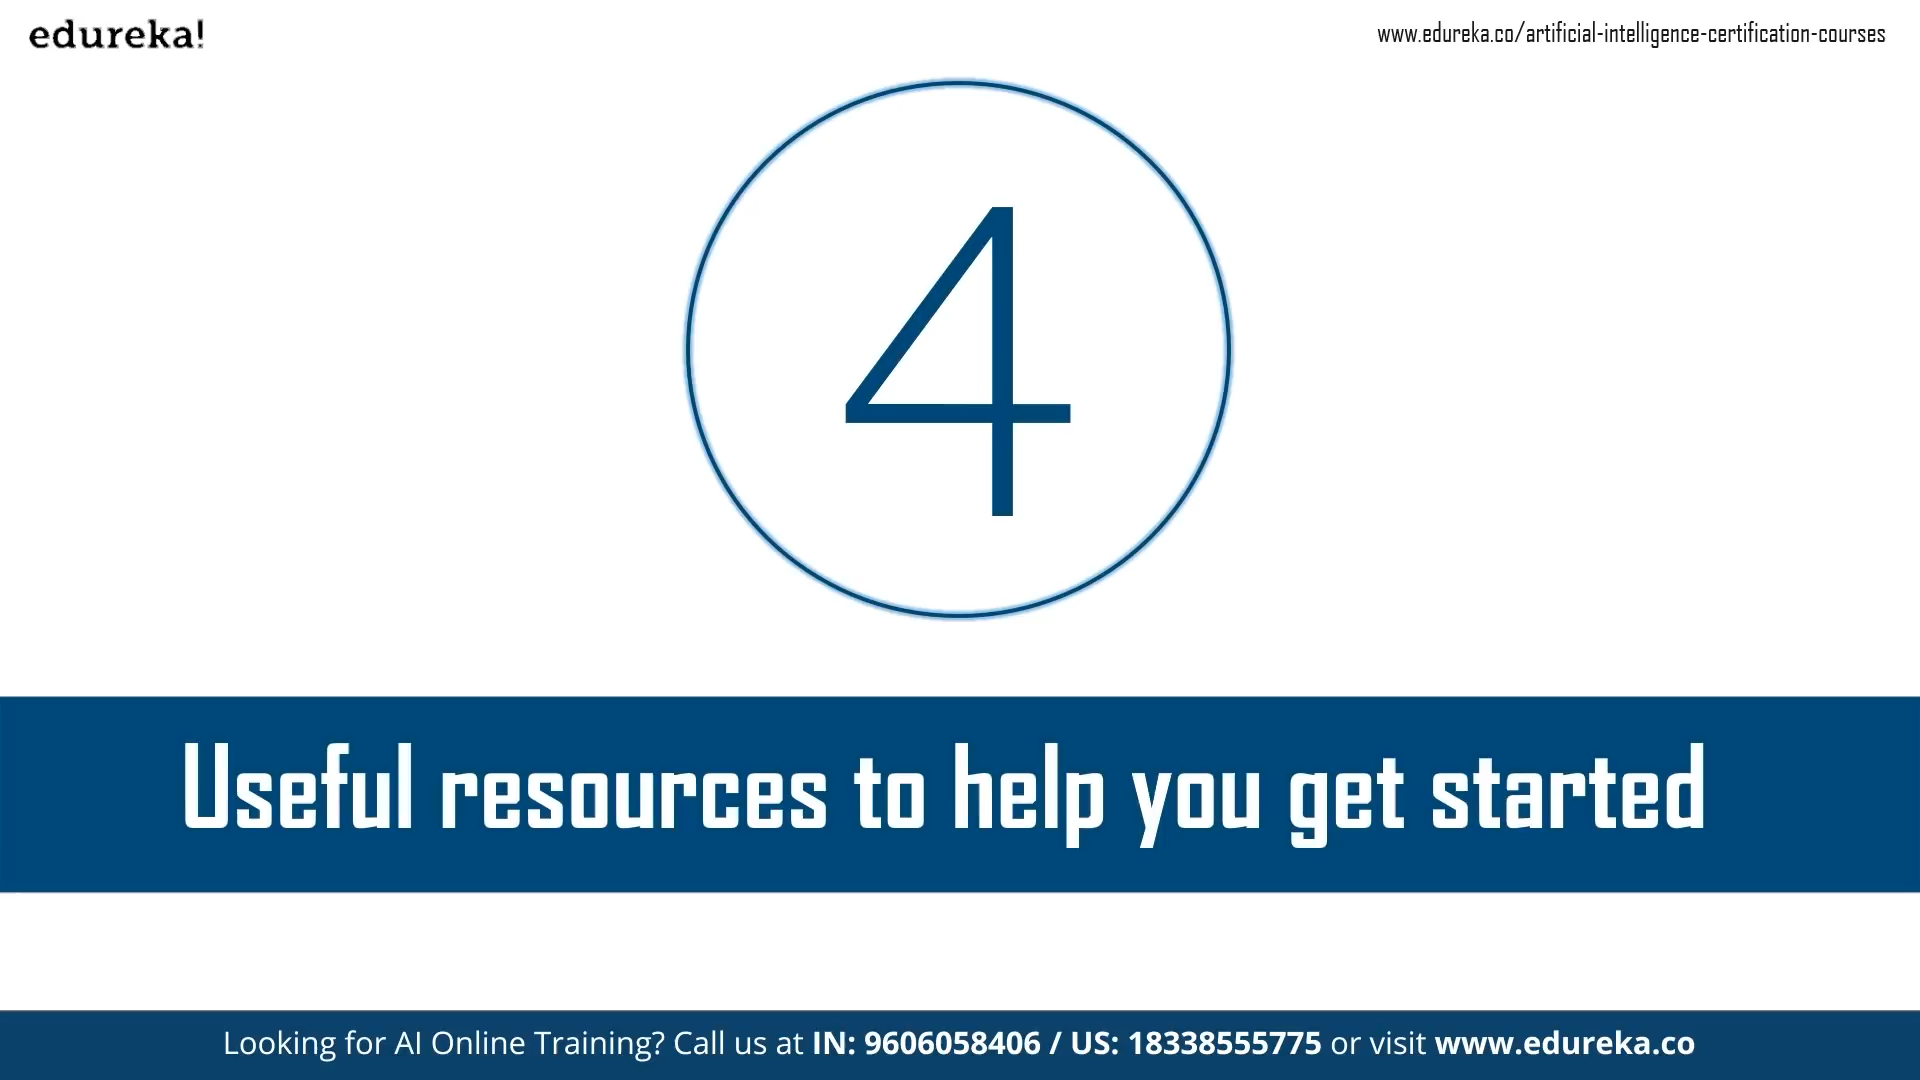 edureka!
www.edureka.co/artificial-intelligence-certification-courses
4
Useful resources to help you get started
Looking for AI Online Training? Call us at IN: 9606058406 / US: 18338555775 or visit www.edureka.co